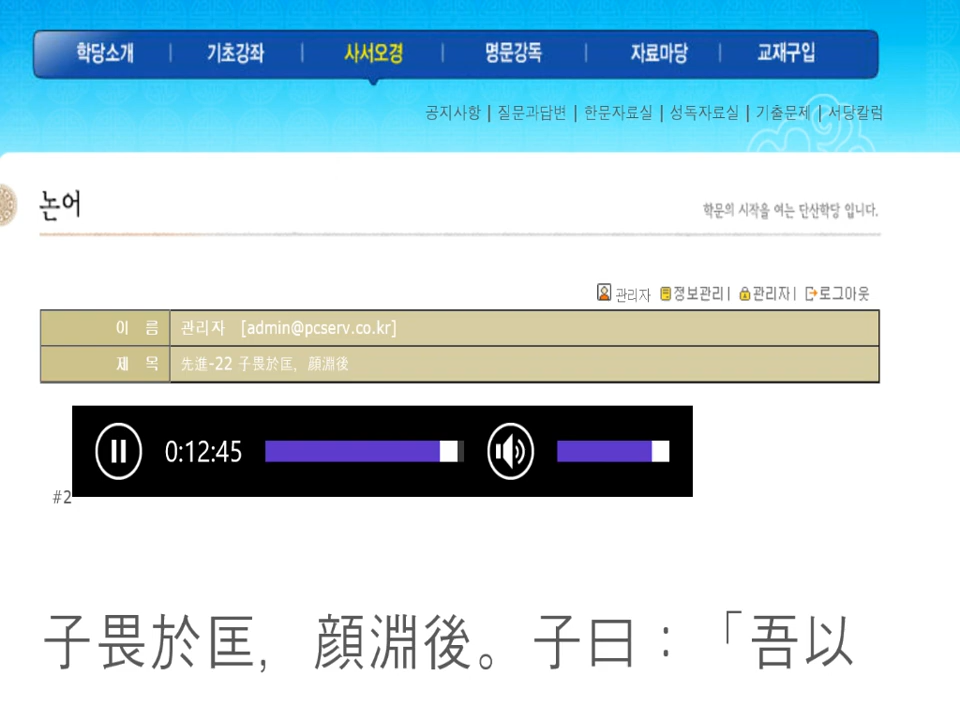 학당소개 | 기초강좌 | 사서오경 | 명문강독 | 자료마당 | 교재구입
공지사항 | 질문과답변 | 한문자료실 | 성독자료실 | 기출문제 | 서당칼럼
논어
학문의 시작을 여는 단산학당 입니다.
관리자 정보관리 | 관리자 | 로그아웃
이 름 관리자 [admin@pcserv.co.kr]
제 목 先進-22 子畏於匡, 顔淵後
0:12:45
#2
子畏於匡, 顔淵後。子曰:「吾以